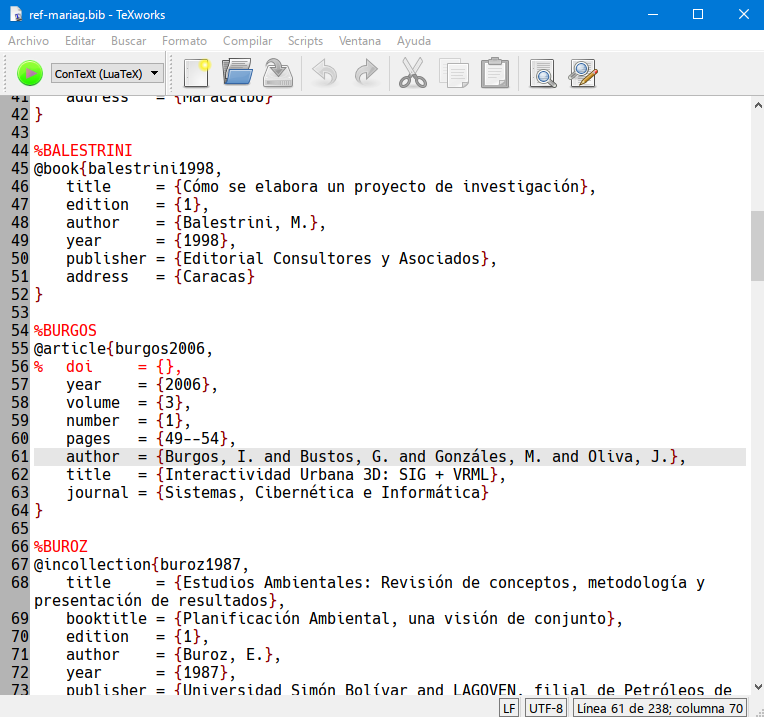 ref-mariag.bib - TeXworks
Archivo Editar Buscar Formato Compilar Scripts Ventana Ayuda
ConTeXt (LuaTeX)
41 address = {Maracaibo}
42 }
43
44 %BALESTRINI
45 @book{balestrini1998,
46 title = {Cómo se elabora un proyecto de investigación},
47 edition = {1},
48 author = {Balestrini, M.},
49 year = {1998},
50 publisher = {Editorial Consultores y Asociados},
51 address = {Caracas}
52 }
53
54 %BURGOS
55 @article{burgos2006,
56 % doi = {},
57 year = {2006},
58 volume = {3},
59 number = {1},
60 pages = {49--54},
61 author = {Burgos, I. and Bustos, G. and Gonzáles, M. and Oliva, J.},
62 title = {Interactividad Urbana 3D: SIG + VRML},
63 journal = {Sistemas, Cibernética e Informática}
64 }
65
66 %BUROZ
67 @incollection{buroz1987,
68 title = {Estudios Ambientales: Revisión de conceptos, metodología y
presentación de resultados},
69 booktitle = {Planificación Ambiental, una visión de conjunto},
70 edition = {1},
71 author = {Buroz, E.},
72 year = {1987},
73 publisher = {Universidad Simón Bolívar and LAGOVEN, filial de Petróleos de
LF UTF-8 Línea 61 de 238; columna 70